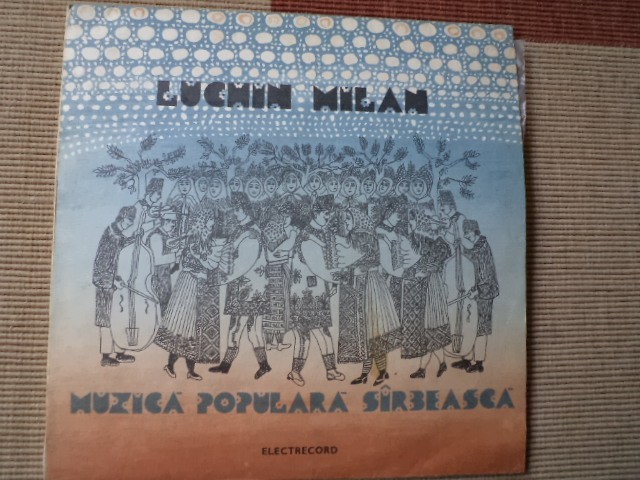 LUCHIN MILAN
MUZICĂ POPULARĂ SÎRBEASCĂ
ELECTRECORD